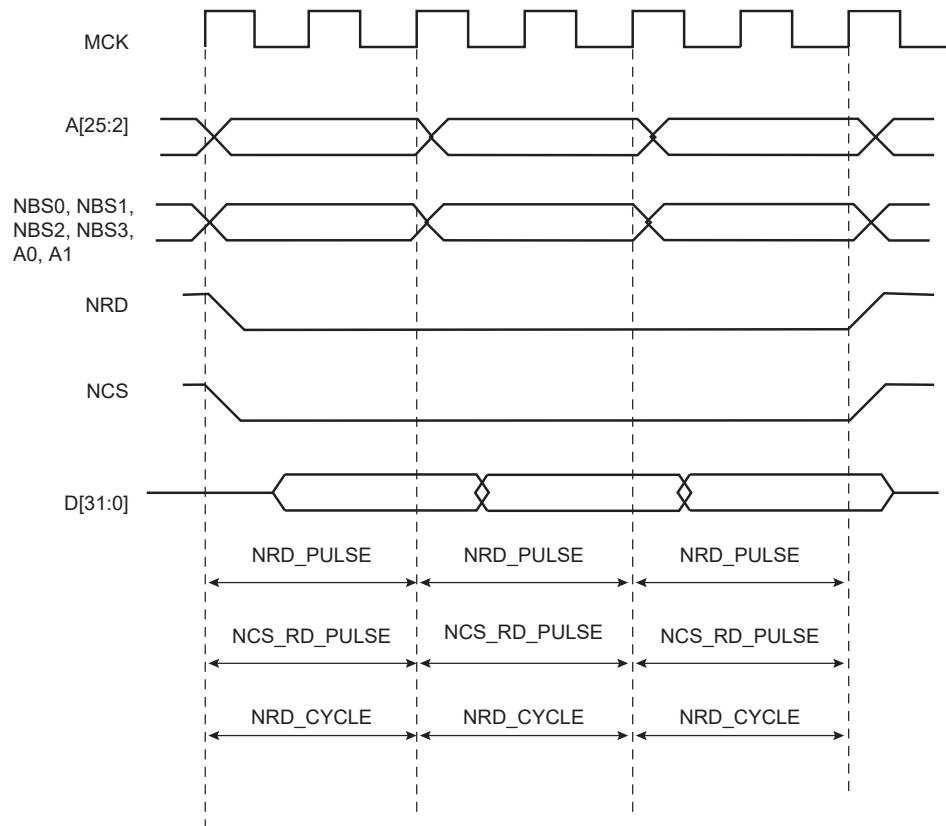 MCK
A[25:2]
NBS0, NBS1,
NBS2, NBS3,
A0, A1
NRD
NCS
D[31:0]
NRD_PULSE NRD_PULSE NRD_PULSE
NCS_RD_PULSE NCS_RD_PULSE NCS_RD_PULSE
NRD_CYCLE NRD_CYCLE NRD_CYCLE